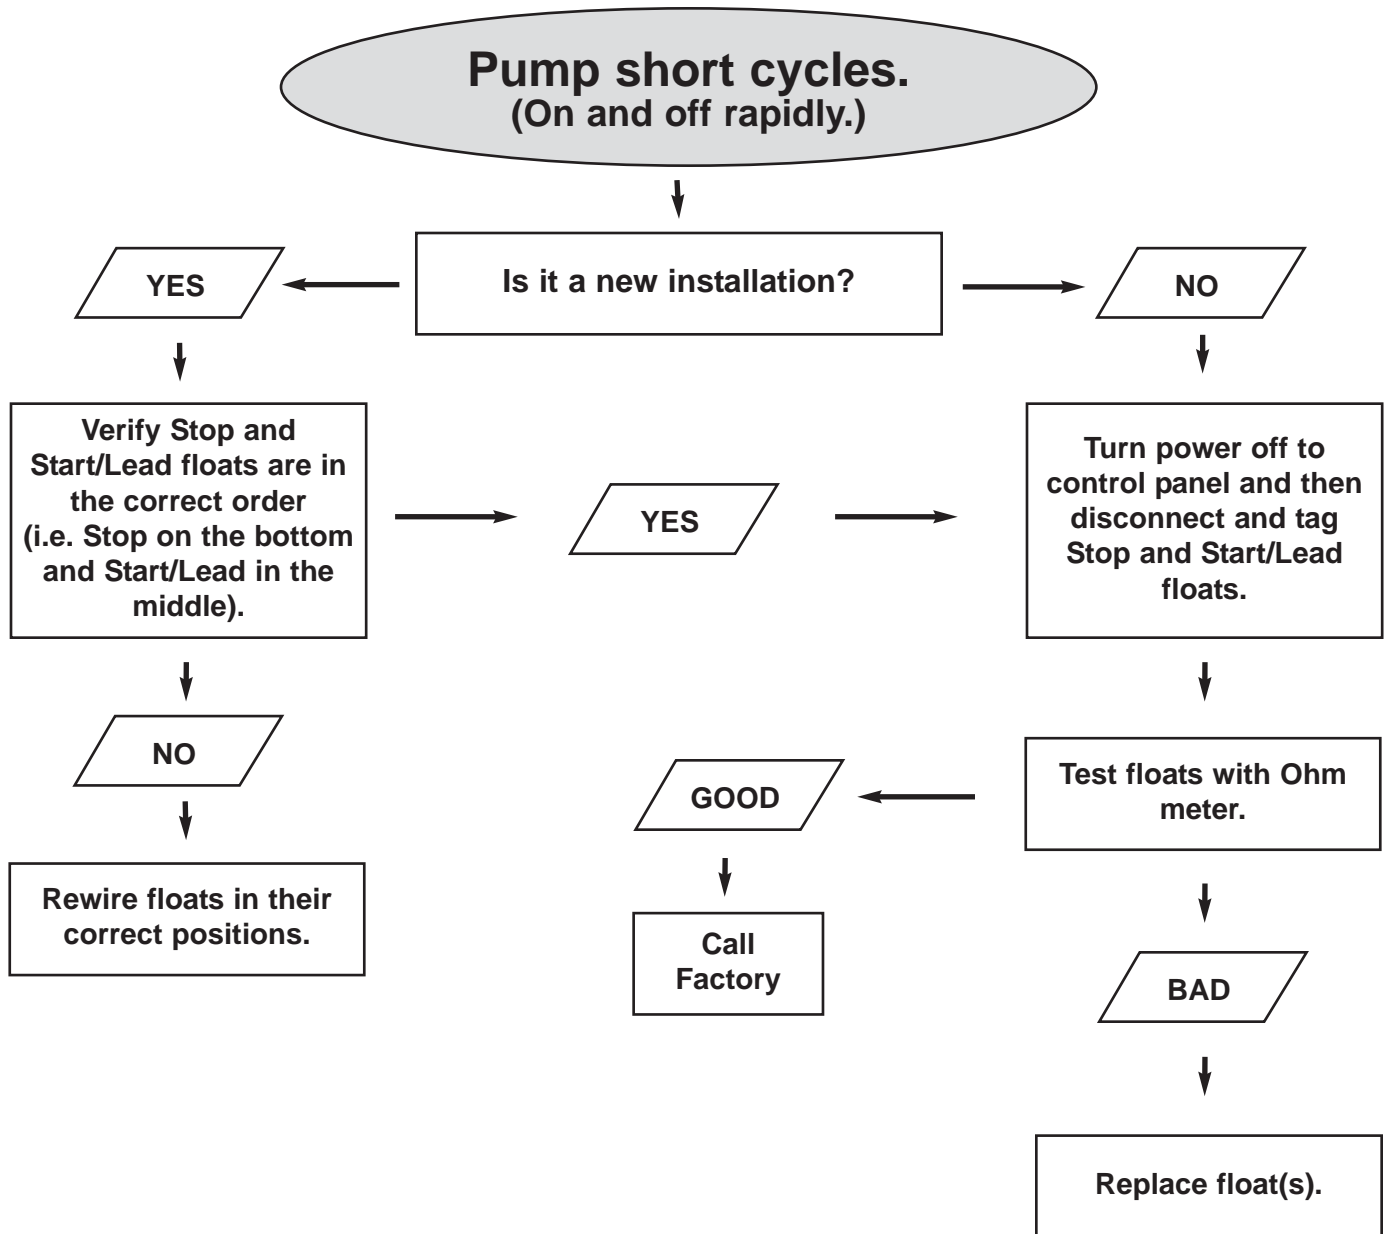 Pump short cycles.
(On and off rapidly.)
YES
Is it a new installation?
NO
Verify Stop and
Start/Lead floats are in
the correct order
(i.e. Stop on the bottom
and Start/Lead in the
middle).
YES
Turn power off to
control panel and then
disconnect and tag
Stop and Start/Lead
floats.
NO
Rewire floats in their
correct positions.
GOOD
Call
Factory
Test floats with Ohm
meter.
BAD
Replace float(s).